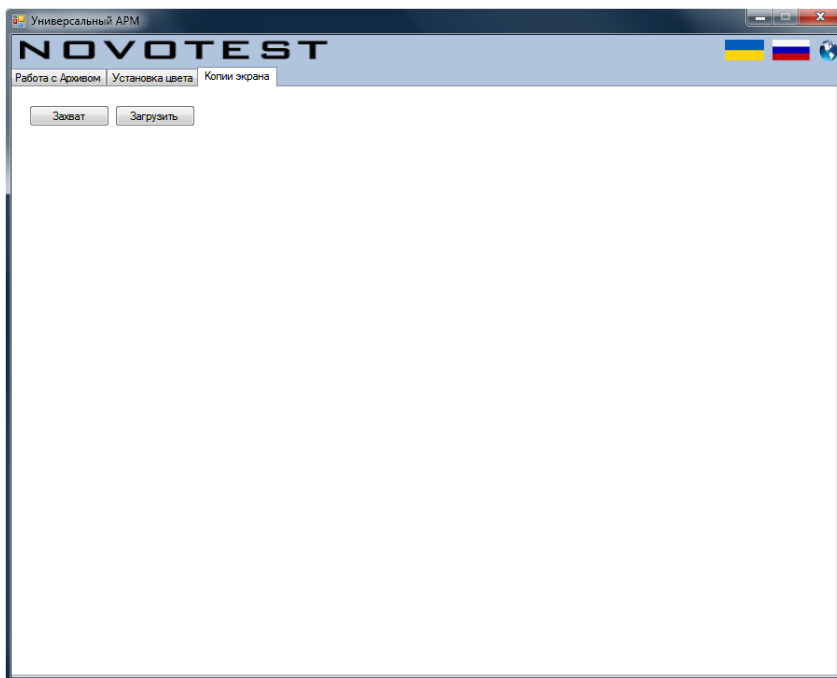 Универсальный АРМ
NOVOTEST
Работа с Архивом Установка цвета Копии экрана
Захват Загрузить